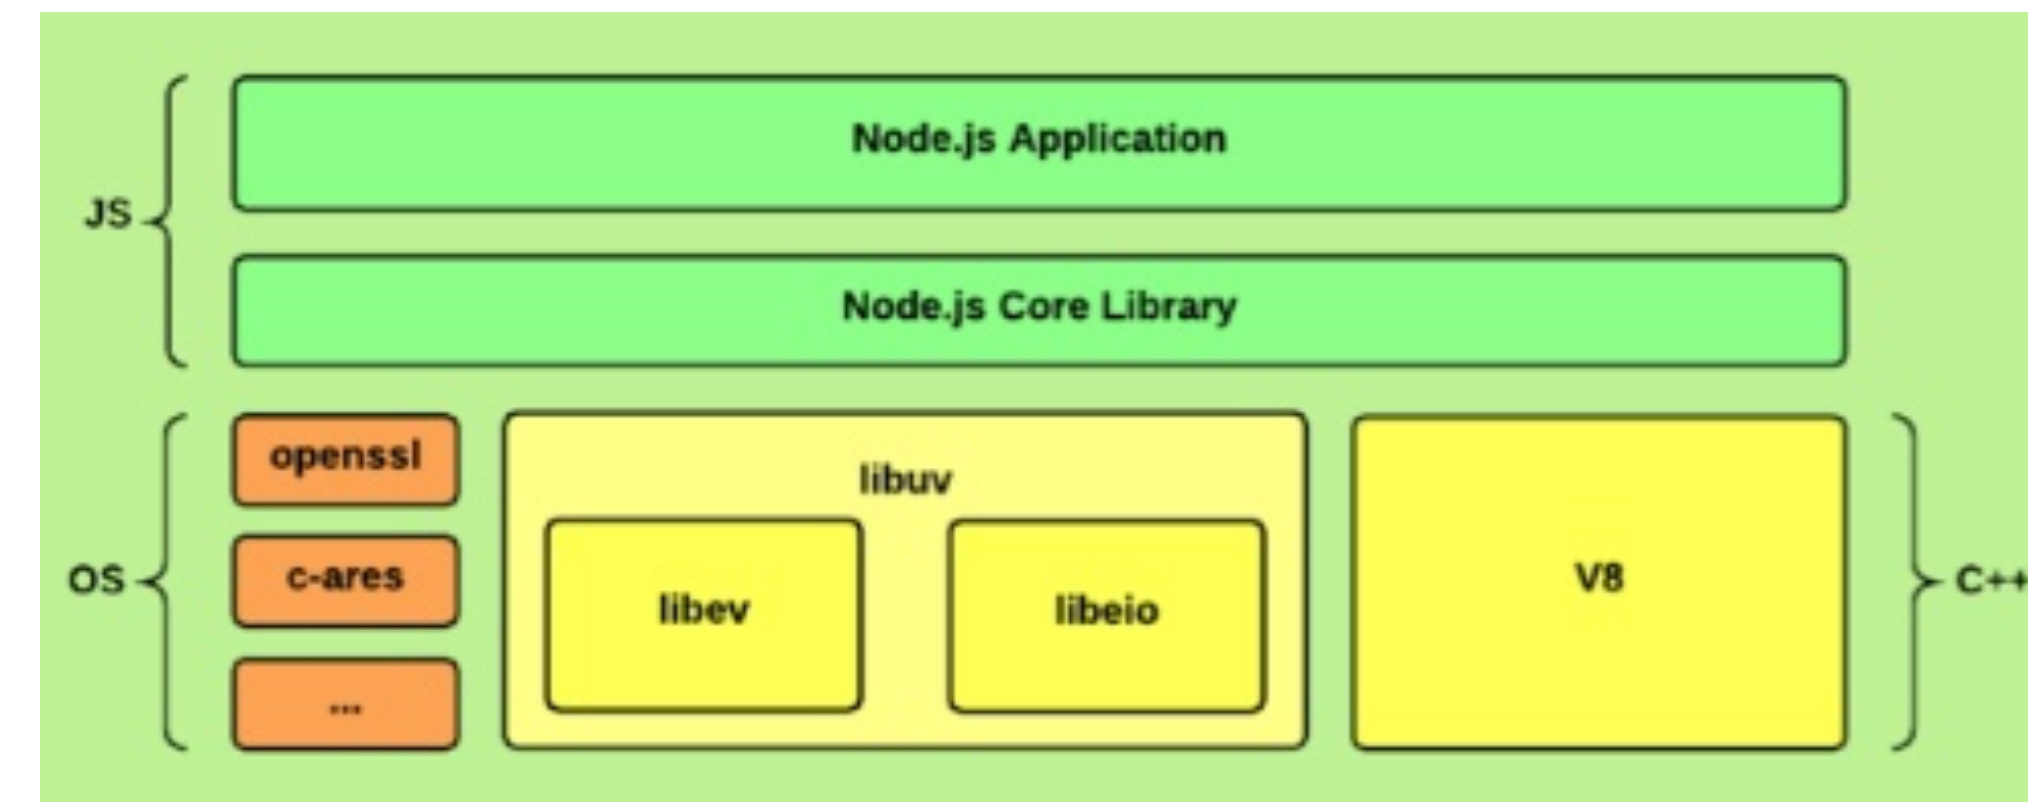 Node.js Application
JS
Node.js Core Library
openssl
libuv
OS
c-ares
libev
libeio
V8
C++
...